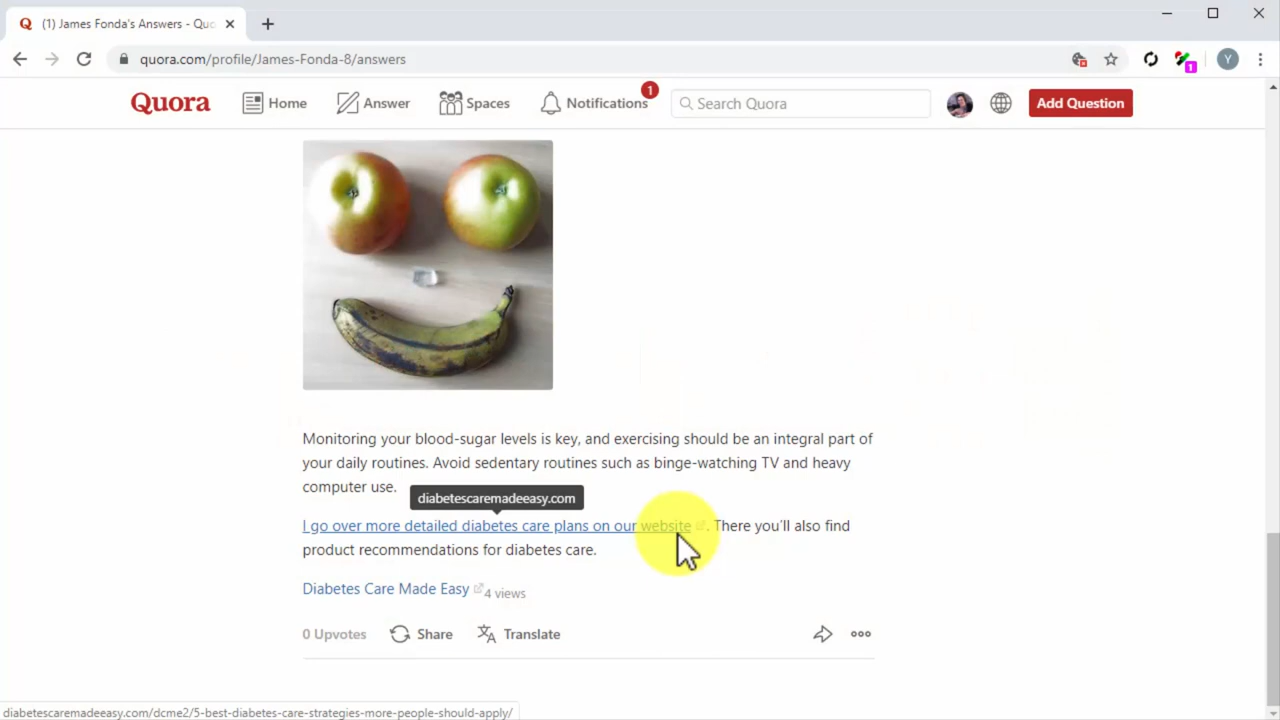 (1) James Fonda's Answers - Quo
quora.com/profile/James-Fonda-8/answers
1
Y
Quora
Home
Answer
Spaces
Notifications
1
Search Quora
Add Question
Monitoring your blood-sugar levels is key, and exercising should be an integral part of
your daily routines. Avoid sedentary routines such as binge-watching TV and heavy
computer use.
diabetescaremadeeasy.com
I go over more detailed diabetes care plans on our website. There you'll also find
product recommendations for diabetes care.
Diabetes Care Made Easy 4 views
0 Upvotes
Share
Translate
diabetescaremadeeasy.com/dcme2/5-best-diabetes-care-strategies-more-people-should-apply/